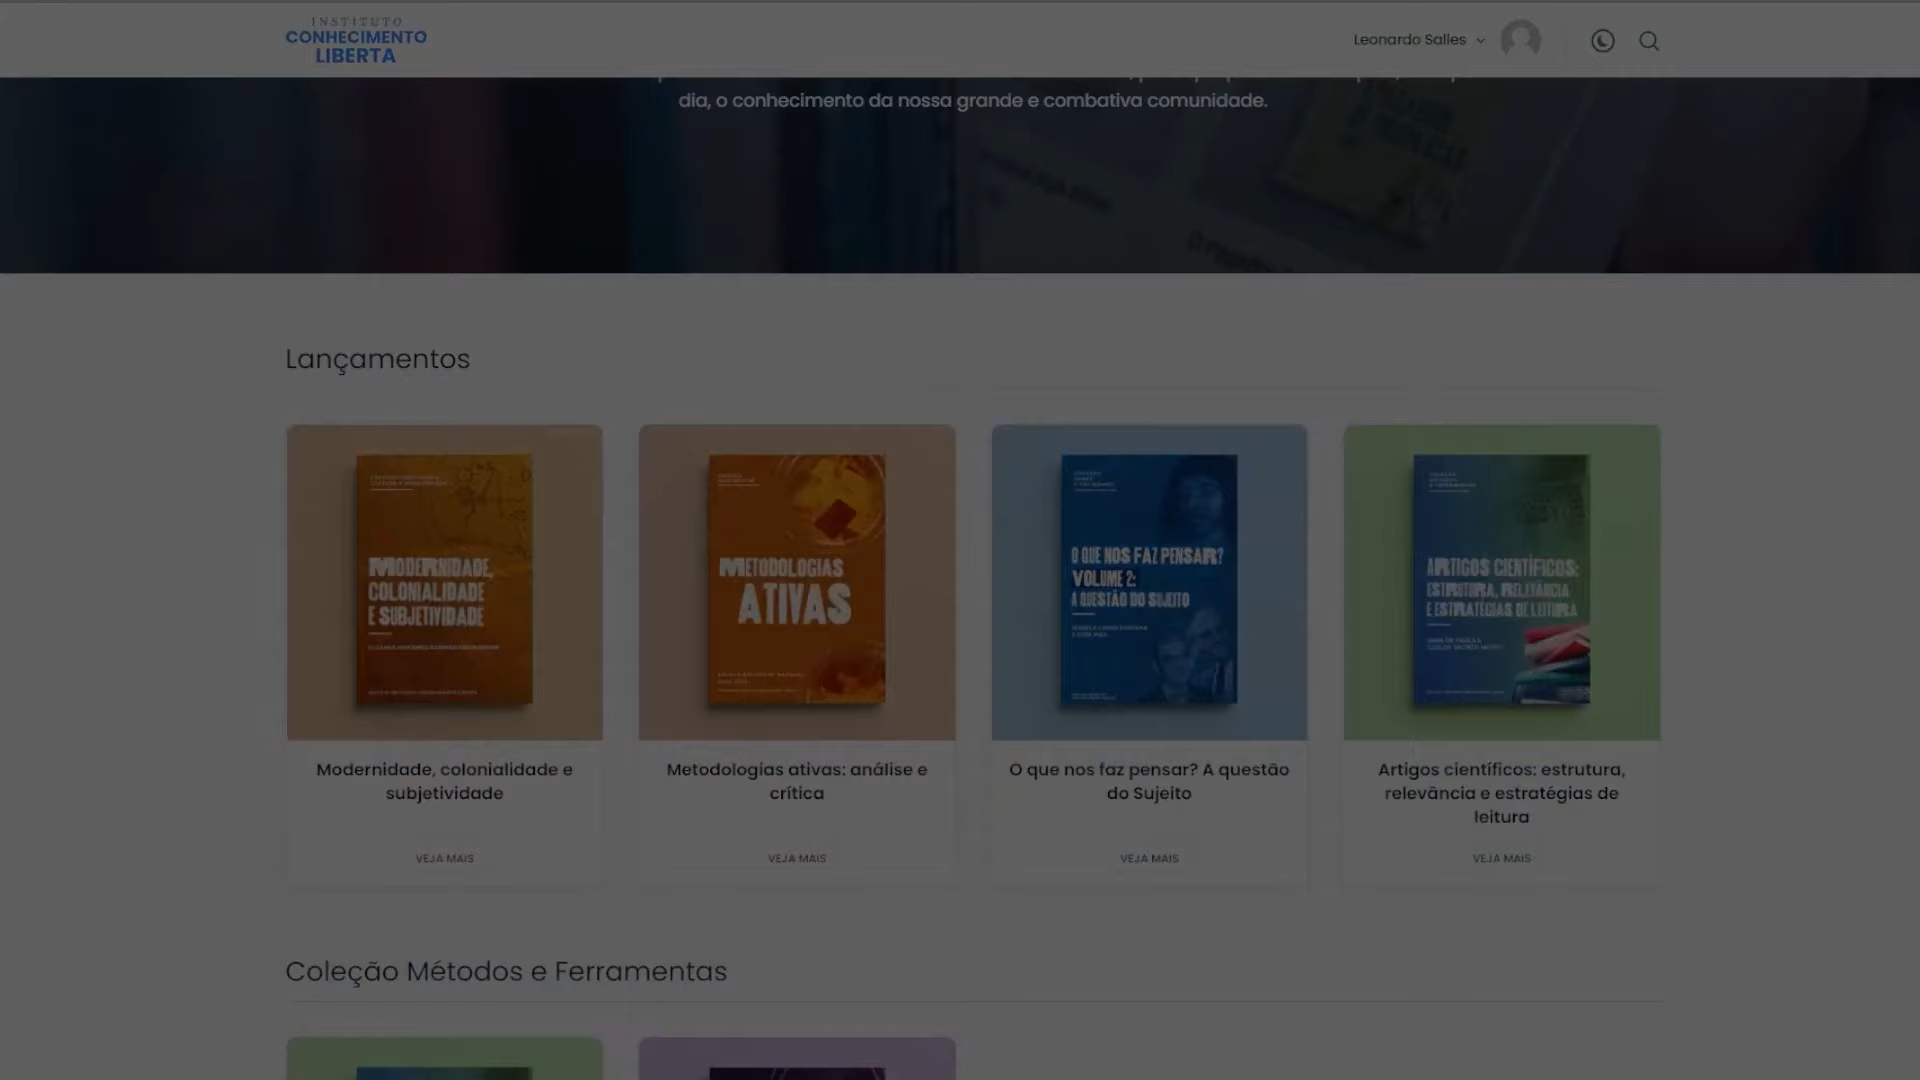 INSTITUTO
CONHECIMENTO
LIBERTA
Leonardo Salles
dia, o conhecimento da nossa grande e combativa comunidade.
Lançamentos
MODERNIDADE,
COLONIALIDADE
E SUBJETIVIDADE
METODOLOGIAS
ATIVAS
O QUE NOS FAZ PENSAR?
VOLUME 2:
A QUESTÃO DO SUJEITO
ARTIGOS CIENTÍFICOS:
ESTRUTURA, RELEVÂNCIA
E ESTRATÉGIAS DE LEITURA
Modernidade, colonialidade e
subjetividade
VEJA MAIS
Metodologias ativas: análise e
crítica
VEJA MAIS
O que nos faz pensar? A questão
do Sujeito
VEJA MAIS
Artigos científicos: estrutura,
relevância e estratégias de
leitura
VEJA MAIS
Coleção Métodos e Ferramentas